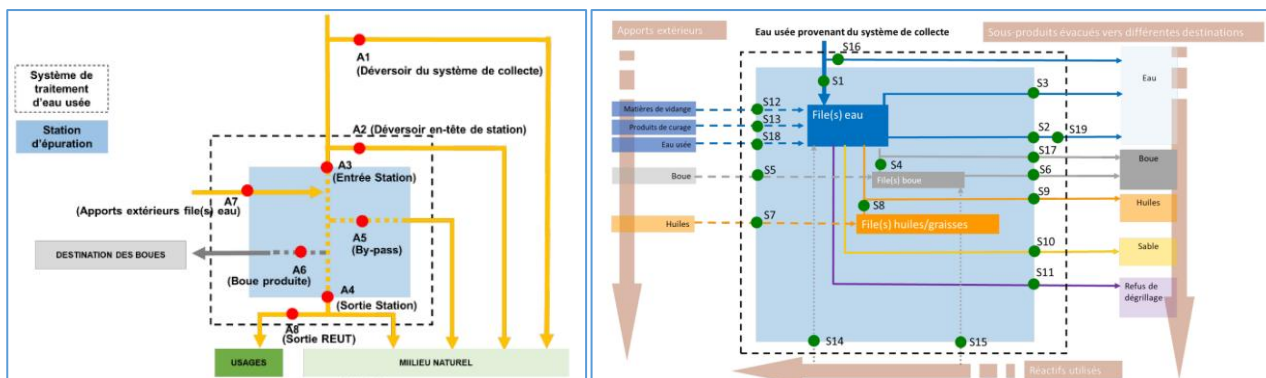 A1
(Déversoir du système de collecte)
Système de
traitement
d'eau usée
Station
d'épuration
A2 (Déversoir en-tête de station)
A3
(Entrée Station)
A7
(Apports extérieurs file(s) eau)
A5
(By-pass)
DESTINATION DES BOUES
A6
(Boue produite)
A4
(Sortie Station)
A8
(Sortie REUT)
USAGES
MIILIEU NATUREL
Apports extérieurs
Eau usée provenant du système de collecte
Sous-produits évacués vers différentes destinations
S16
Eau
S1
S3
Matières de vidange
S12
File(s) eau
Produits de curage
S13
S2
S19
Eau usée
S18
S17
Boue
S4
Boue
S5
File(s) boue
S6
S9
Huiles
S8
Huiles
S7
File(s) huiles/graisses
S10
Sable
S11
Refus de
dégrillage
S14
S15
Réactifs utilisés